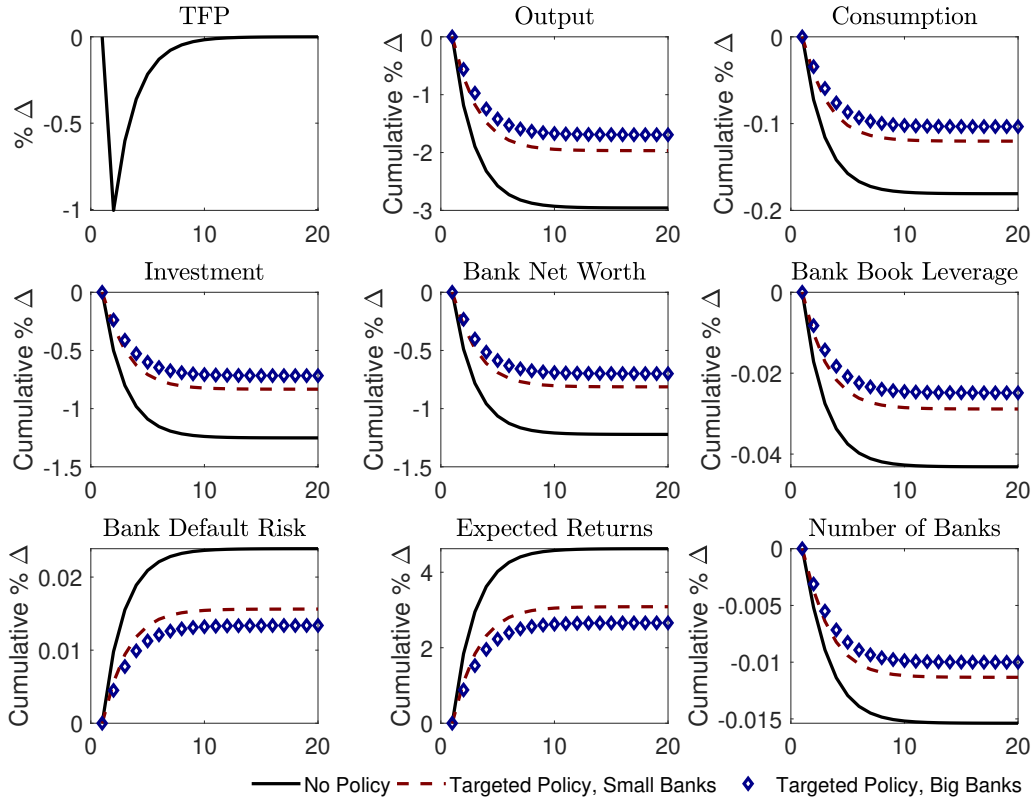 TFP
% Δ
0
-0.5
-1
0
10
20
Output
Cumulative % Δ
0
-1
-2
-3
0
10
20
Consumption
Cumulative % Δ
0
-0.1
-0.2
0
10
20
Investment
Cumulative % Δ
0
-0.5
-1
-1.5
0
10
20
Bank Net Worth
Cumulative % Δ
0
-0.5
-1
-1.5
0
10
20
Bank Book Leverage
Cumulative % Δ
0
-0.02
-0.04
0
10
20
Bank Default Risk
Cumulative % Δ
0.02
0.01
0
0
10
20
Expected Returns
Cumulative % Δ
4
2
0
0
10
20
Number of Banks
Cumulative % Δ
0
-0.005
-0.01
-0.015
0
10
20
No Policy
Targeted Policy, Small Banks
Targeted Policy, Big Banks